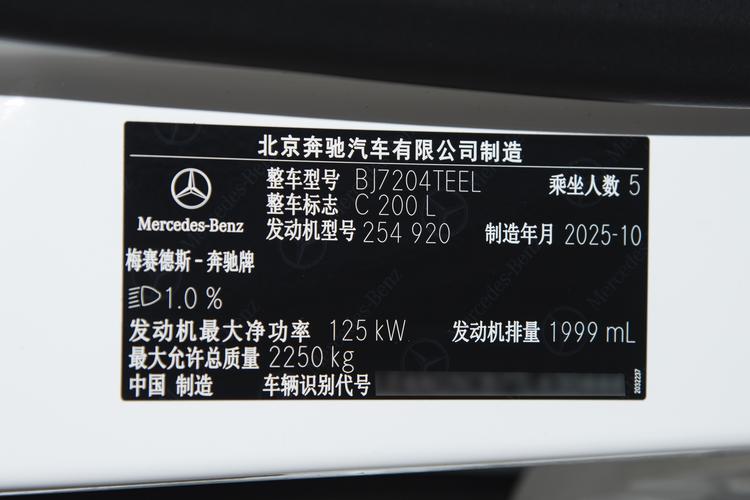 北京奔驰汽车有限公司制造
Mercedes-Benz
整车型号 BJ7204TEEL 乘坐人数 5
整车标志 C 200 L
发动机型号 254 920 制造年月 2025-10
梅赛德斯-奔驰牌
1.0 %
发动机最大净功率 125 kW 发动机排量 1999 mL
最大允许总质量 2250 kg
中国 制造 车辆识别代号
2032237